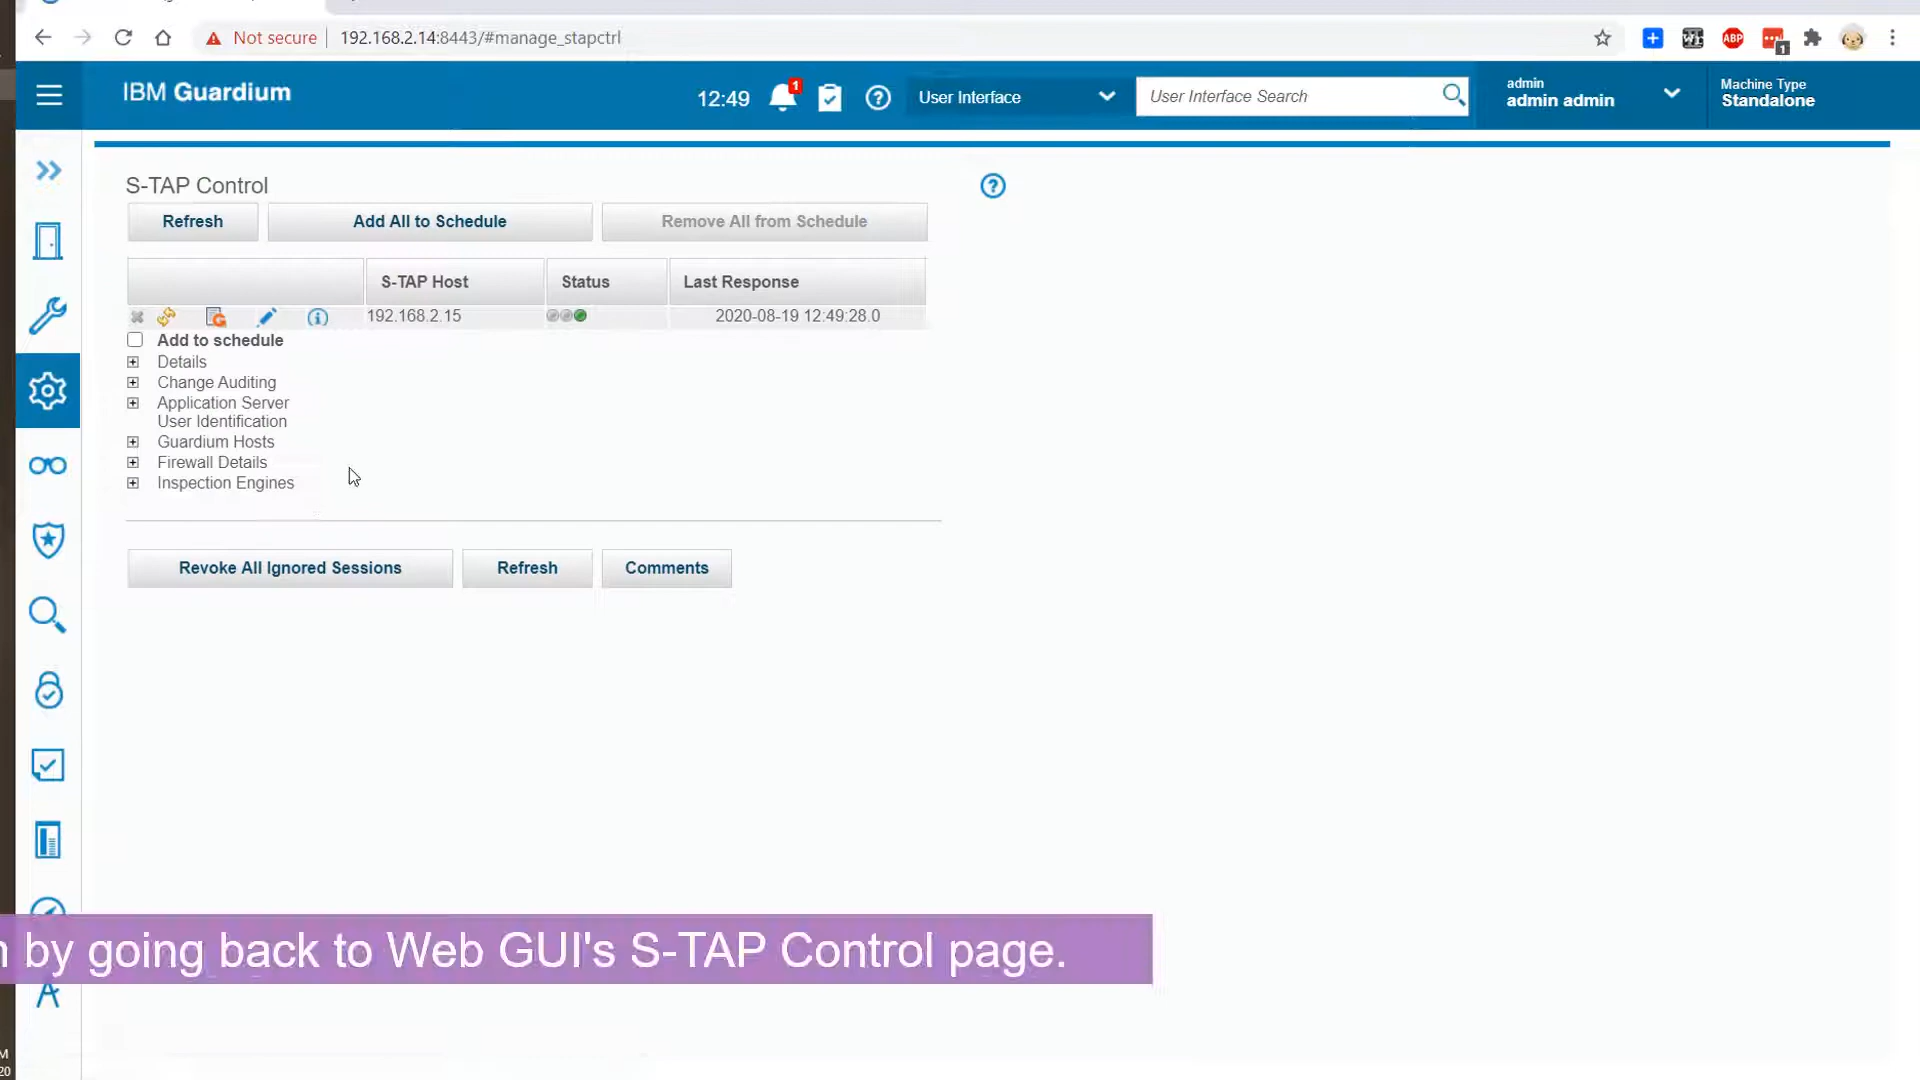 Not secure
192.168.2.14:8443/#manage_stapctrl
ABP
1
IBM Guardium
12:49
1
User Interface
User Interface Search
admin
admin admin
Machine Type
Standalone
S-TAP Control
Refresh
Add All to Schedule
Remove All from Schedule
S-TAP Host
Status
Last Response
192.168.2.15
2020-08-19 12:49:28.0
Add to schedule
Details
Change Auditing
Application Server
User Identification
Guardium Hosts
Firewall Details
Inspection Engines
Revoke All Ignored Sessions
Refresh
Comments
by going back to Web GUI's S-TAP Control page.
M
20